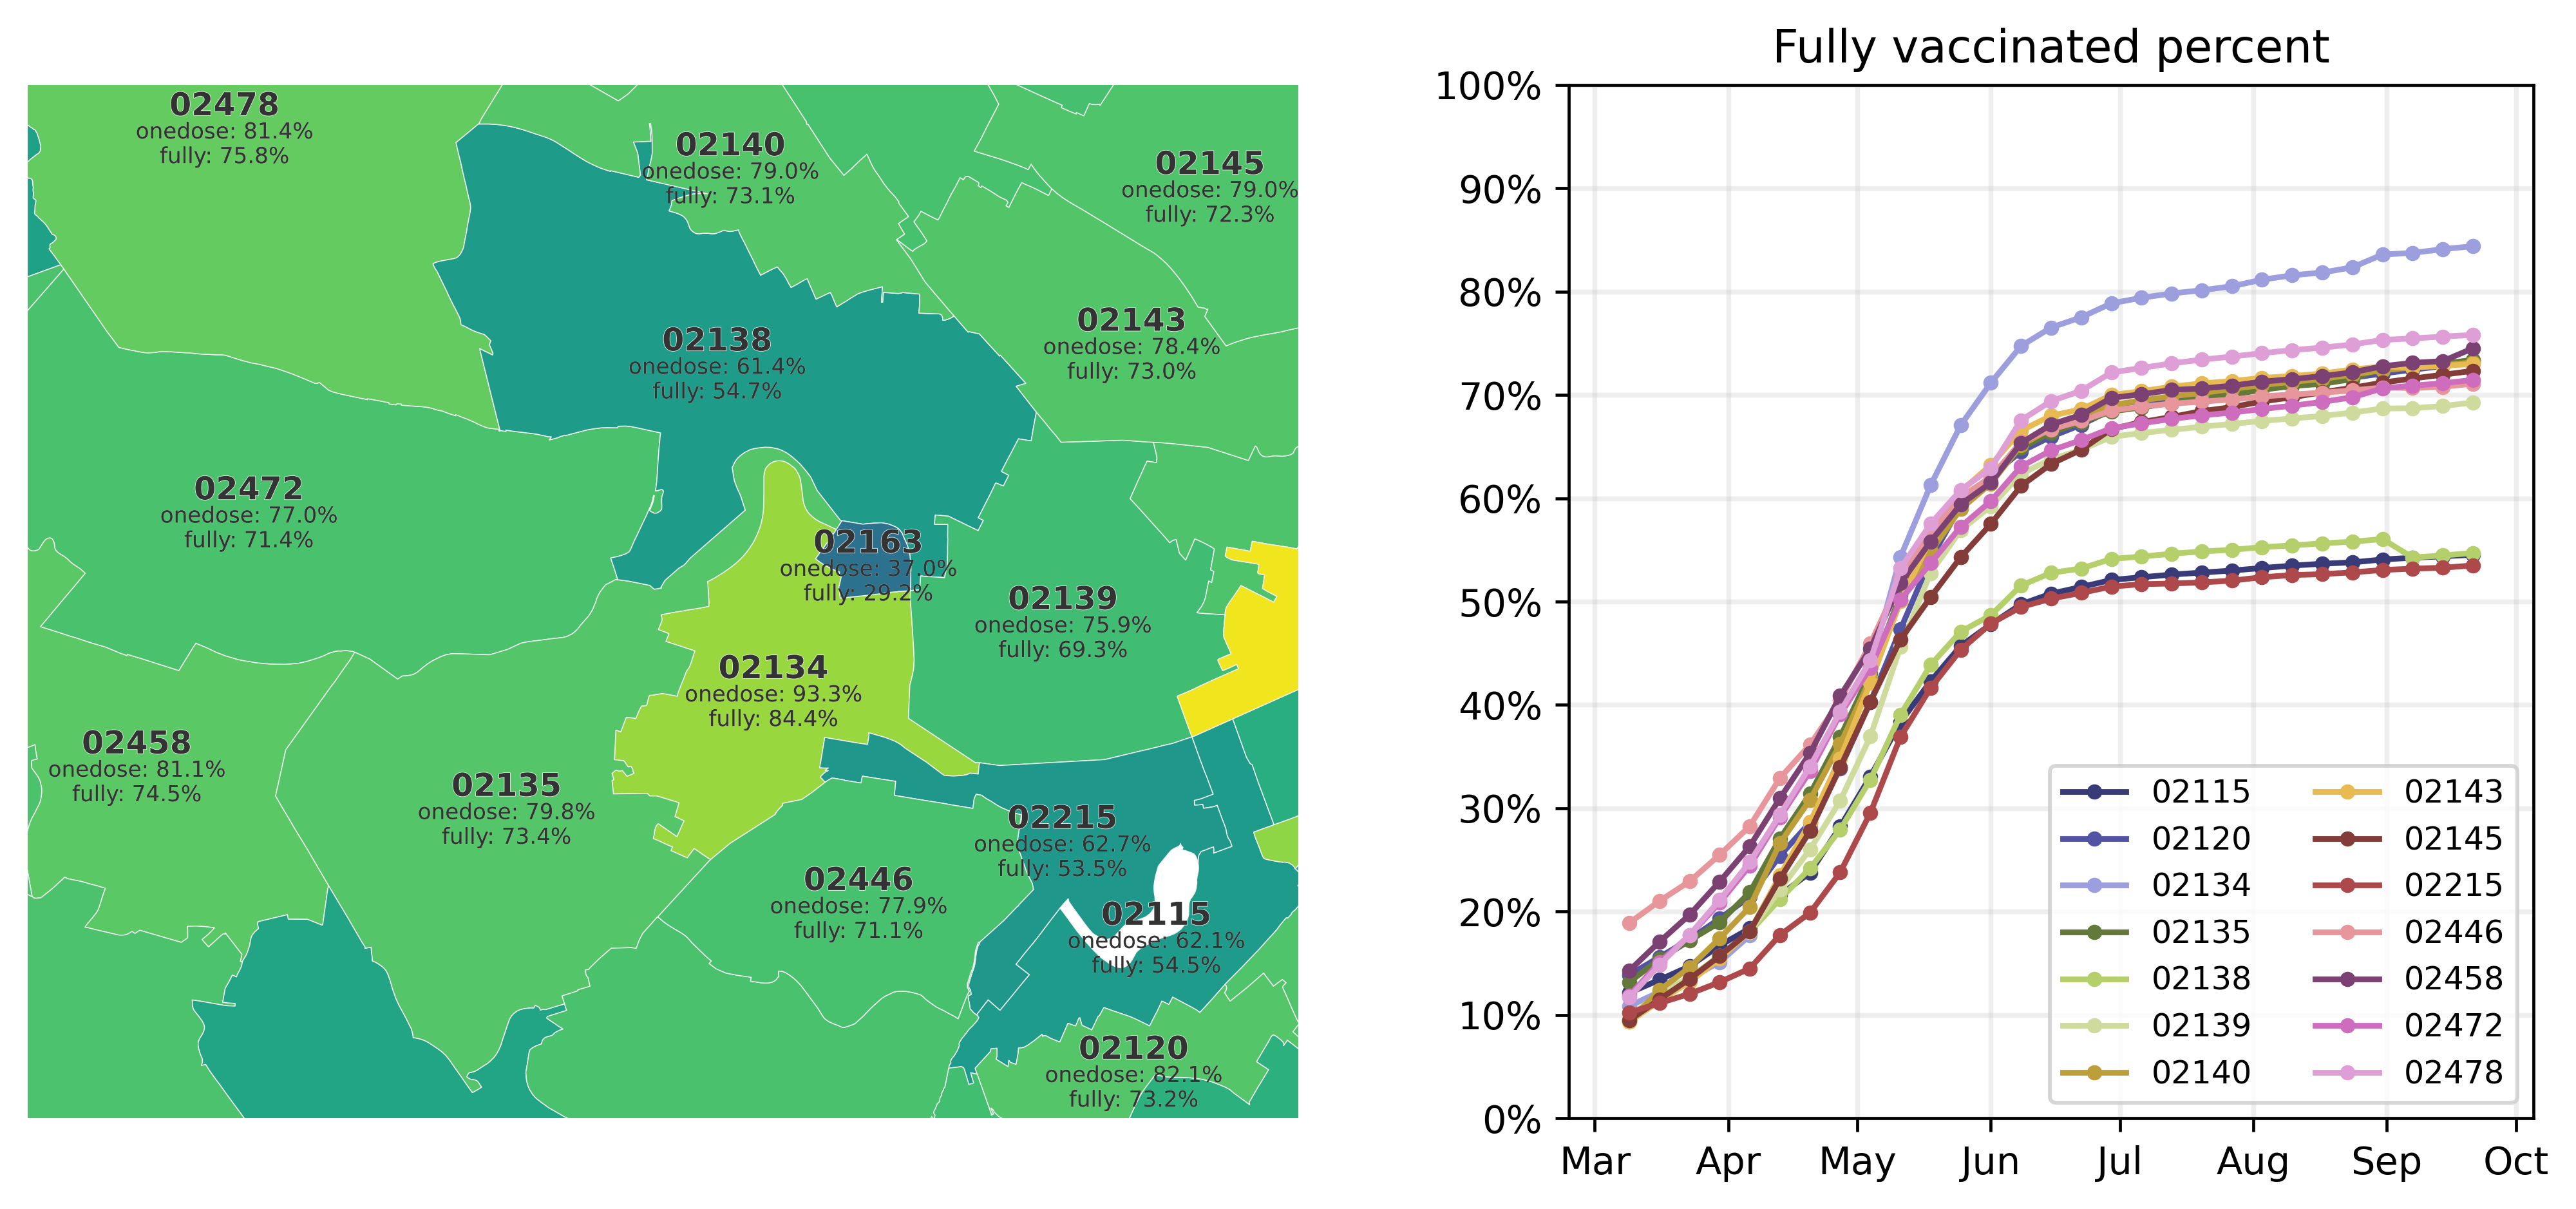 02478
onedose: 81.4%
fully: 75.8%
02140
onedose: 79.0%
fully: 73.1%
02145
onedose: 79.0%
fully: 72.3%
02138
onedose: 61.4%
fully: 54.7%
02143
onedose: 78.4%
fully: 73.0%
02472
onedose: 77.0%
fully: 71.4%
02163
onedose: 37.0%
fully: 29.2%
02139
onedose: 75.9%
fully: 69.3%
02134
onedose: 93.3%
fully: 84.4%
02458
onedose: 81.1%
fully: 74.5%
02135
onedose: 79.8%
fully: 73.4%
02215
onedose: 62.7%
fully: 53.5%
02446
onedose: 77.9%
fully: 71.1%
02115
onedose: 62.1%
fully: 54.5%
02120
onedose: 82.1%
fully: 73.2%
Fully vaccinated percent
100%
90%
80%
70%
60%
50%
40%
30%
20%
10%
0%
Mar Apr May Jun Jul Aug Sep Oct
02115 02143
02120 02145
02134 02215
02135 02446
02138 02458
02139 02472
02140 02478